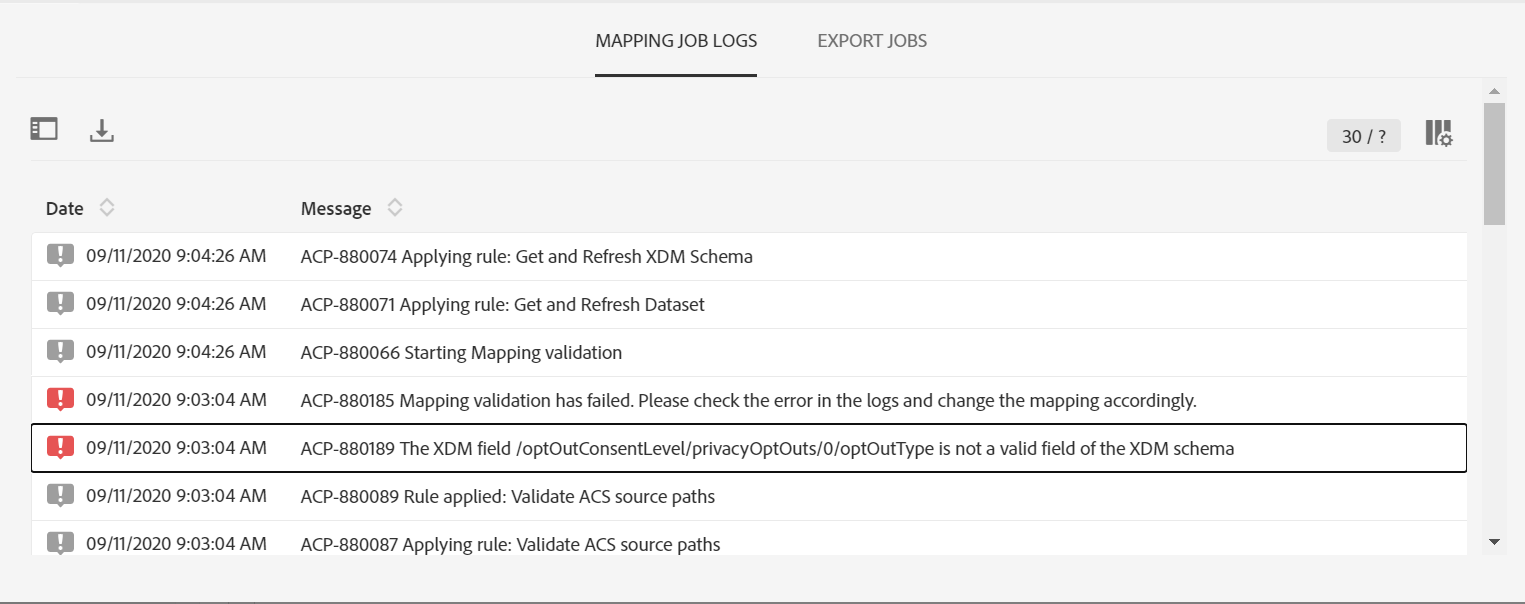 MAPPING JOB LOGS EXPORT JOBS
30 / ?
Date Message
09/11/2020 9:04:26 AM ACP-880074 Applying rule: Get and Refresh XDM Schema
09/11/2020 9:04:26 AM ACP-880071 Applying rule: Get and Refresh Dataset
09/11/2020 9:04:26 AM ACP-880066 Starting Mapping validation
09/11/2020 9:03:04 AM ACP-880185 Mapping validation has failed. Please check the error in the logs and change the mapping accordingly.
09/11/2020 9:03:04 AM ACP-880189 The XDM field /optOutConsentLevel/privacyOptOuts/0/optOutType is not a valid field of the XDM schema
09/11/2020 9:03:04 AM ACP-880089 Rule applied: Validate ACS source paths
09/11/2020 9:03:04 AM ACP-880087 Applying rule: Validate ACS source paths